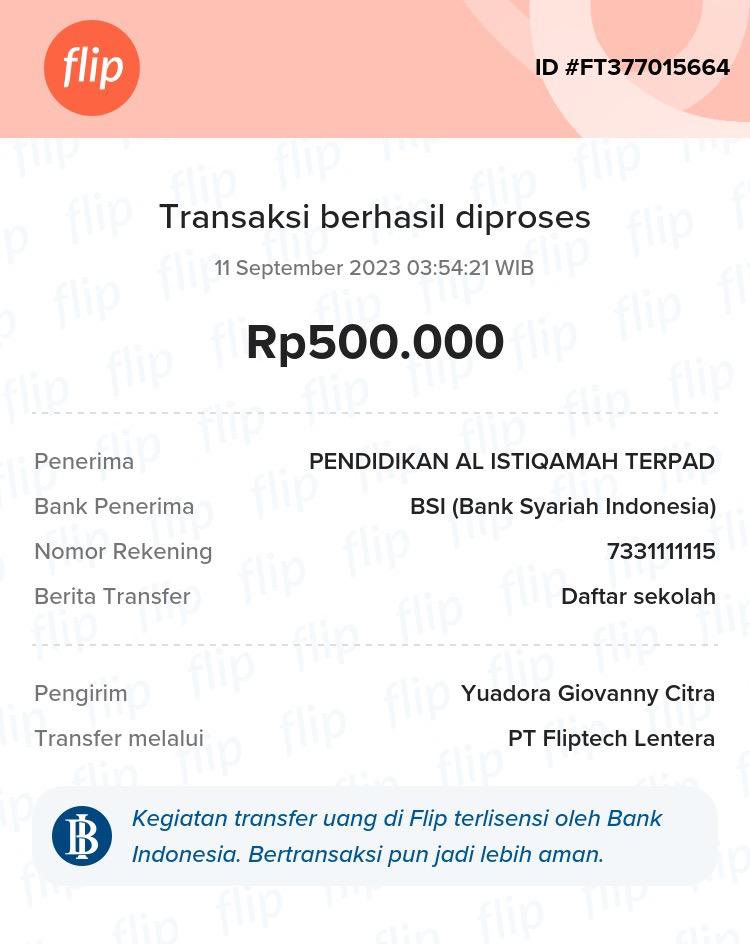 flip
ID #FT377015664
Transaksi berhasil diproses
11 September 2023 03:54:21 WIB
Rp500.000
Penerima PENDIDIKAN AL ISTIQAMAH TERPAD
Bank Penerima BSI (Bank Syariah Indonesia)
Nomor Rekening 7331111115
Berita Transfer Daftar sekolah
Pengirim Yuadora Giovanny Citra
Transfer melalui PT Fliptech Lentera
Kegiatan transfer uang di Flip terlisensi oleh Bank
Indonesia. Bertransaksi pun jadi lebih aman.